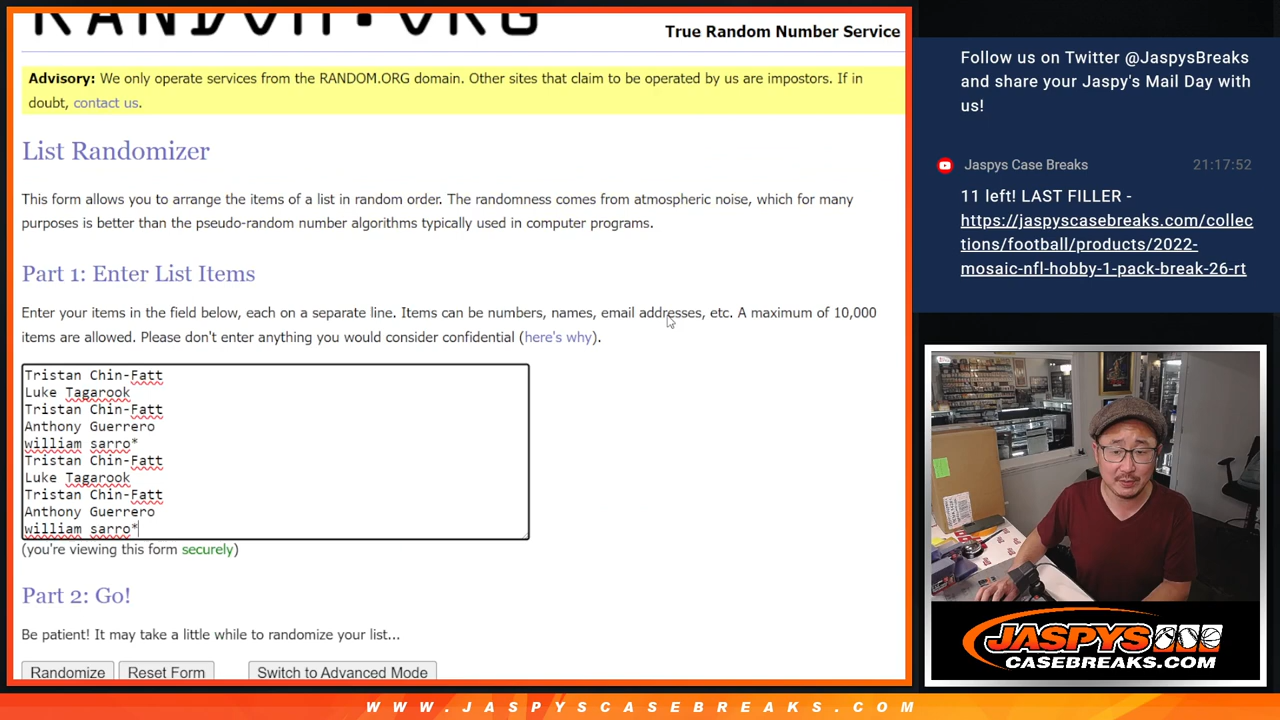 RANDOM.ORG
True Random Number Service
Advisory: We only operate services from the RANDOM.ORG domain. Other sites that claim to be operated by us are impostors. If in
doubt, contact us.
List Randomizer
This form allows you to arrange the items of a list in random order. The randomness comes from atmospheric noise, which for many
purposes is better than the pseudo-random number algorithms typically used in computer programs.
Part 1: Enter List Items
Enter your items in the field below, each on a separate line. Items can be numbers, names, email addresses, etc. A maximum of 10,000
items are allowed. Please don't enter anything you would consider confidential (here's why).
Tristan Chin-Fatt
Luke Tagarook
Tristan Chin-Fatt
Anthony Guerrero
william sarro*
Tristan Chin-Fatt
Luke Tagarook
Tristan Chin-Fatt
Anthony Guerrero
william sarro*
(you're viewing this form securely)
Part 2: Go!
Be patient! It may take a little while to randomize your list...
Randomize Reset Form Switch to Advanced Mode
Follow us on Twitter @JaspysBreaks
and share your Jaspy's Mail Day with
us!
Jaspys Case Breaks 21:17:52
11 left! LAST FILLER -
https://jaspyscasebreaks.com/collec
tions/football/products/2022-
mosaic-nfl-hobby-1-pack-break-26-rt
JASPYS
CASEBREAKS.COM
WWW.JASPYSCASEBREAKS.COM